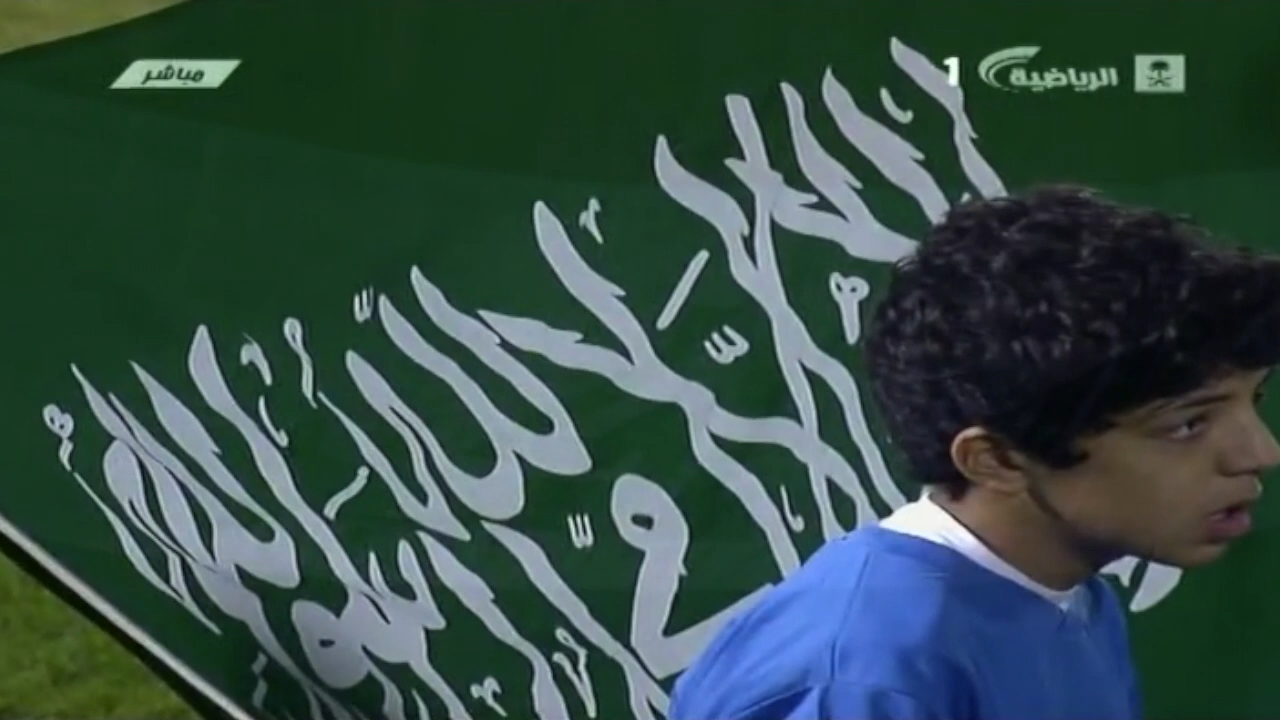 مباشر
الرياضية 1
لا إله إلا الله محمد رسول الله